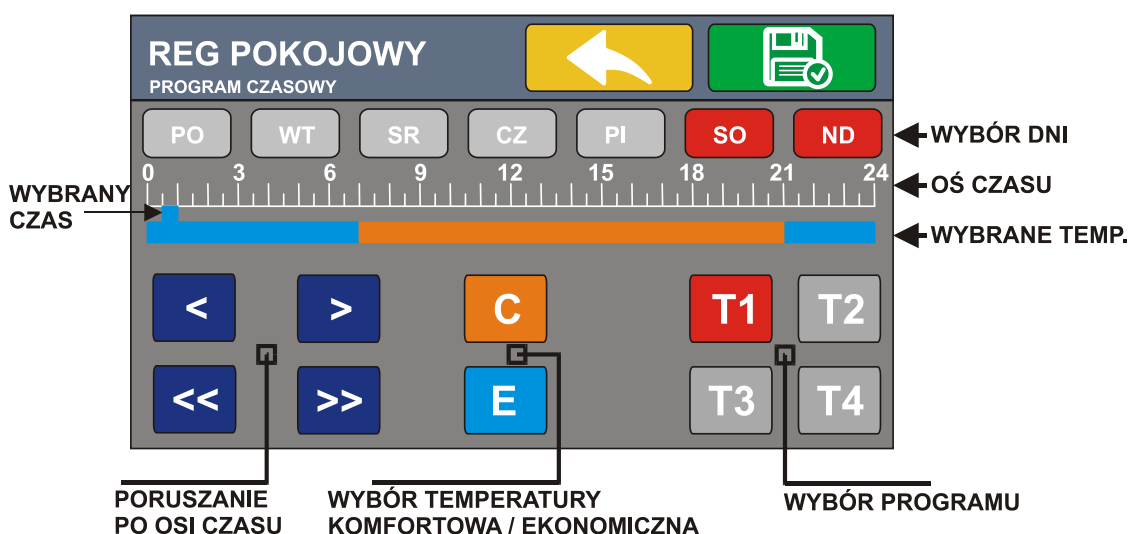 REG POKOJOWY
PROGRAM CZASOWY
PO WT SR CZ PI SO ND
WYBÓR DNI
0 3 6 9 12 15 18 21 24
OŚ CZASU
WYBRANY
CZAS
WYBRANE TEMP.
< > C T1 T2
<< >> E T3 T4
PORUSZANIE
PO OSI CZASU
WYBÓR TEMPERATURY
KOMFORTOWA / EKONOMICZNA
WYBÓR PROGRAMU